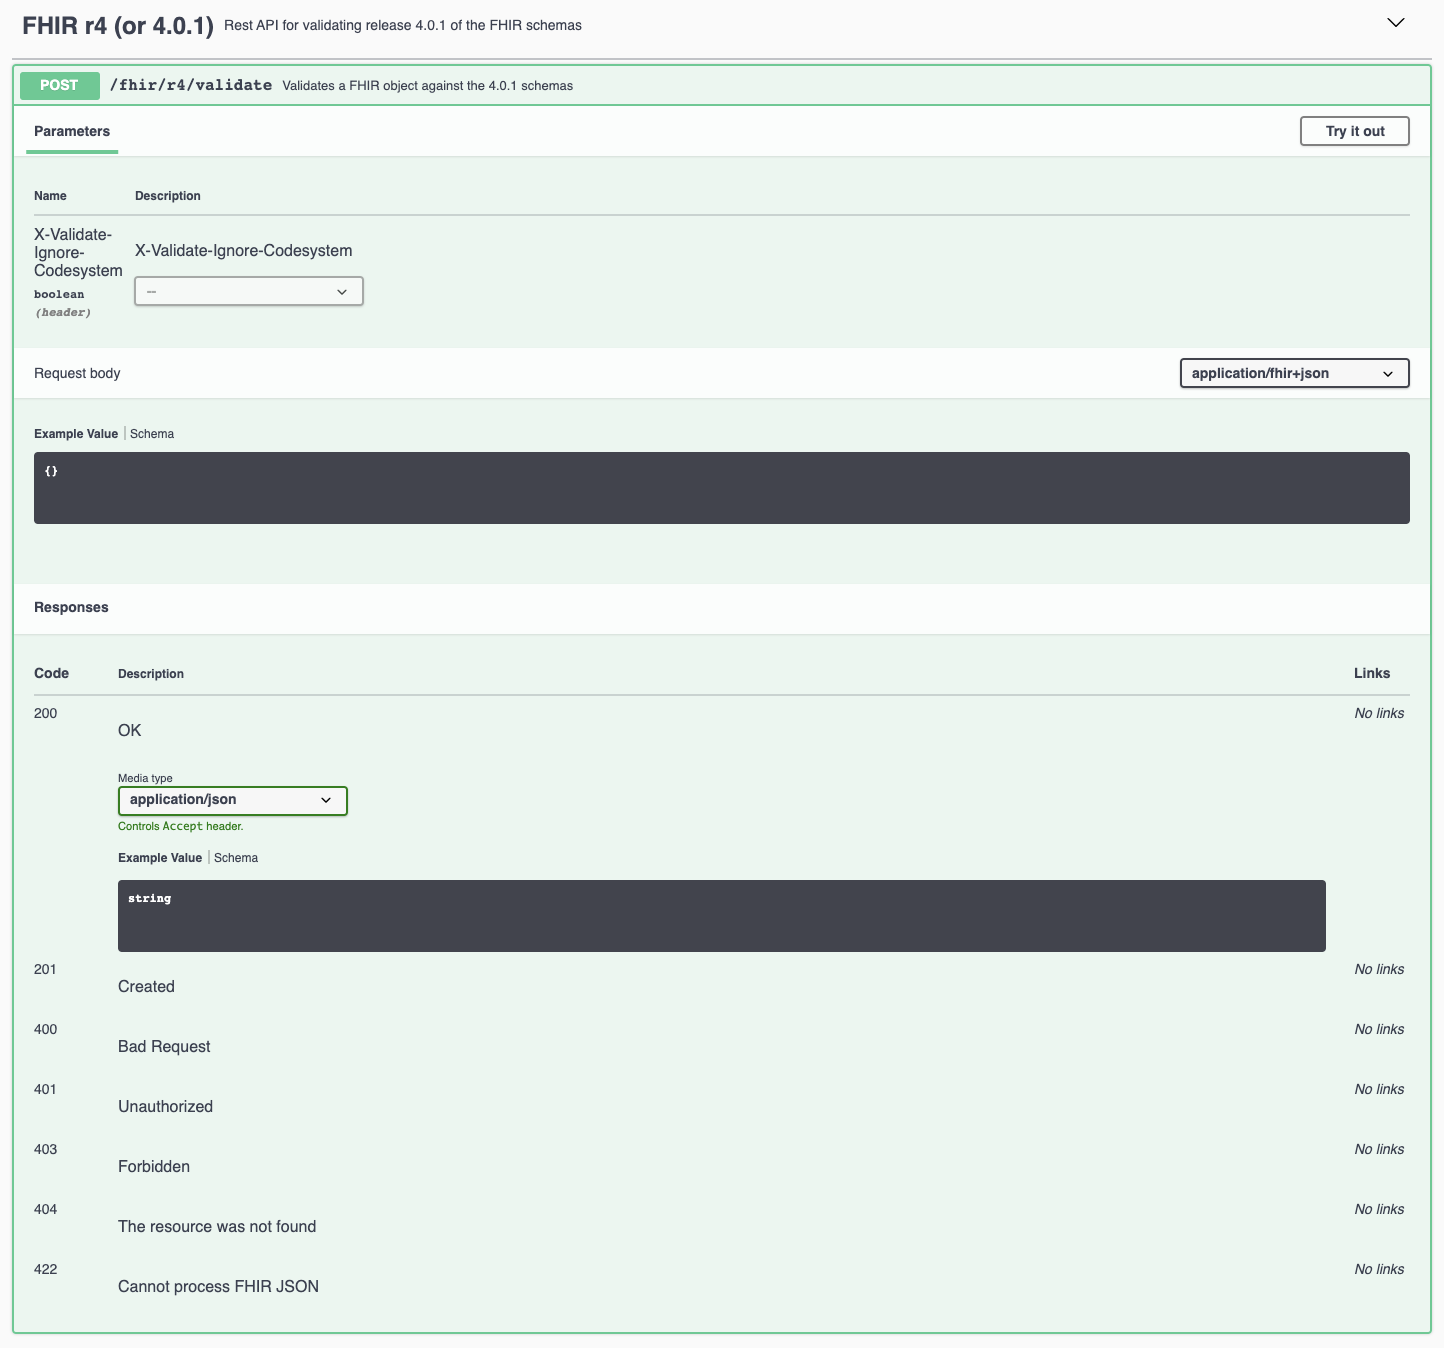 FHIR r4 (or 4.0.1) Rest API for validating release 4.0.1 of the FHIR schemas
POST /fhir/r4/validate Validates a FHIR object against the 4.0.1 schemas
Parameters
Try it out
Name Description
X-Validate-
Ignore-
Codesystem
boolean
(header)
X-Validate-Ignore-Codesystem
--
Request body
application/fhir+json
Example Value Schema
{}
Responses
Code Description Links
200 No links
OK
Media type
application/json
Controls Accept header.
Example Value Schema
string
201 No links
Created
400 No links
Bad Request
401 No links
Unauthorized
403 No links
Forbidden
404 No links
The resource was not found
422 No links
Cannot process FHIR JSON